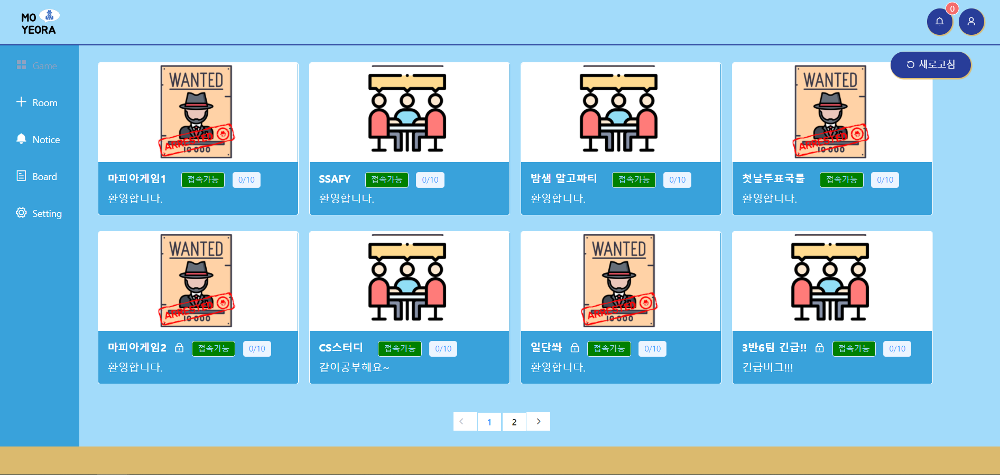 MO
YEORA
0
새로고침
Game
Room
Notice
Board
Setting
WANTED
ARRESTED
10 000
마피아게임1 접속가능 0/10
환영합니다.
SSAFY 접속가능 0/10
환영합니다.
밤샘 알고파티 접속가능 0/10
환영합니다.
WANTED
ARRESTED
10 000
첫날투표국룰 접속가능 0/10
환영합니다.
WANTED
ARRESTED
10 000
마피아게임2 접속가능 0/10
환영합니다.
CS스터디 접속가능 0/10
같이공부해요~
WANTED
ARRESTED
10 000
일단쏴 접속가능 0/10
환영합니다.
3반6팀 긴급!! 접속가능 0/10
긴급버그!!!
1 2